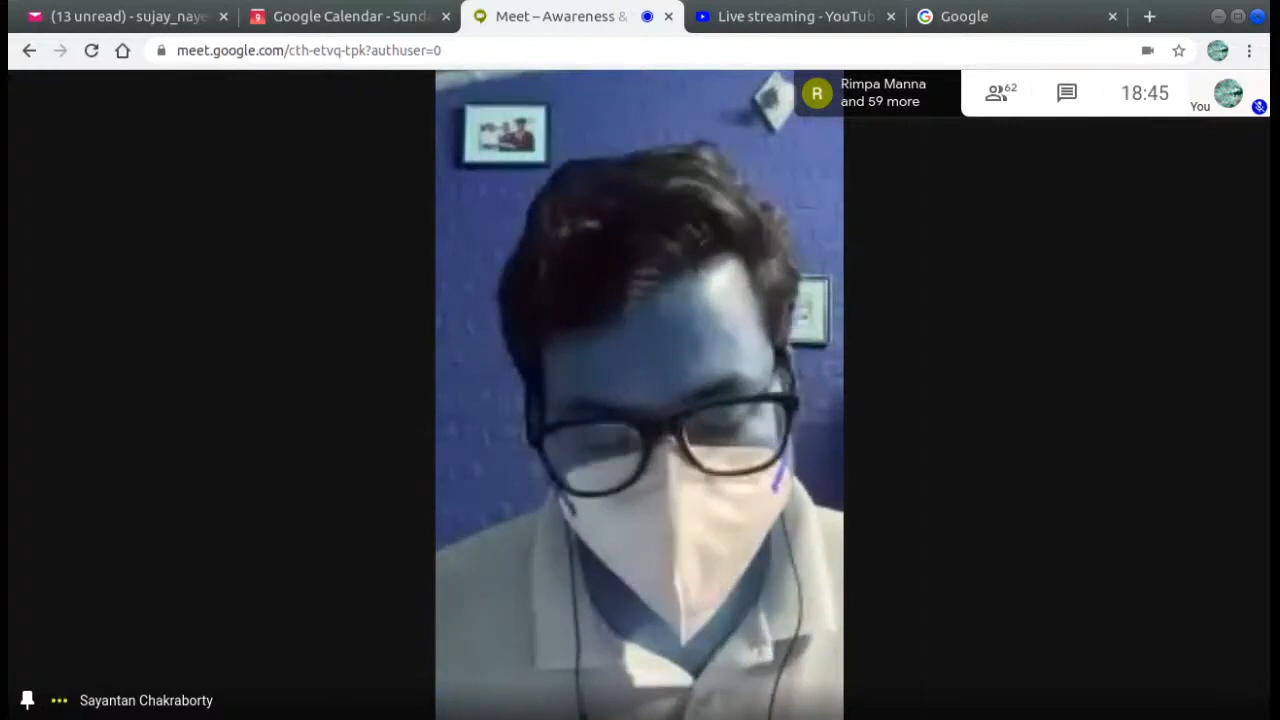 (13 unread) - sujay_naye
Google Calendar - Sunda
Meet – Awareness &
Live streaming - YouTub
Google
meet.google.com/cth-etvq-tpk?authuser=0
R
Rimpa Manna
and 59 more
62
18:45
You
Sayantan Chakraborty